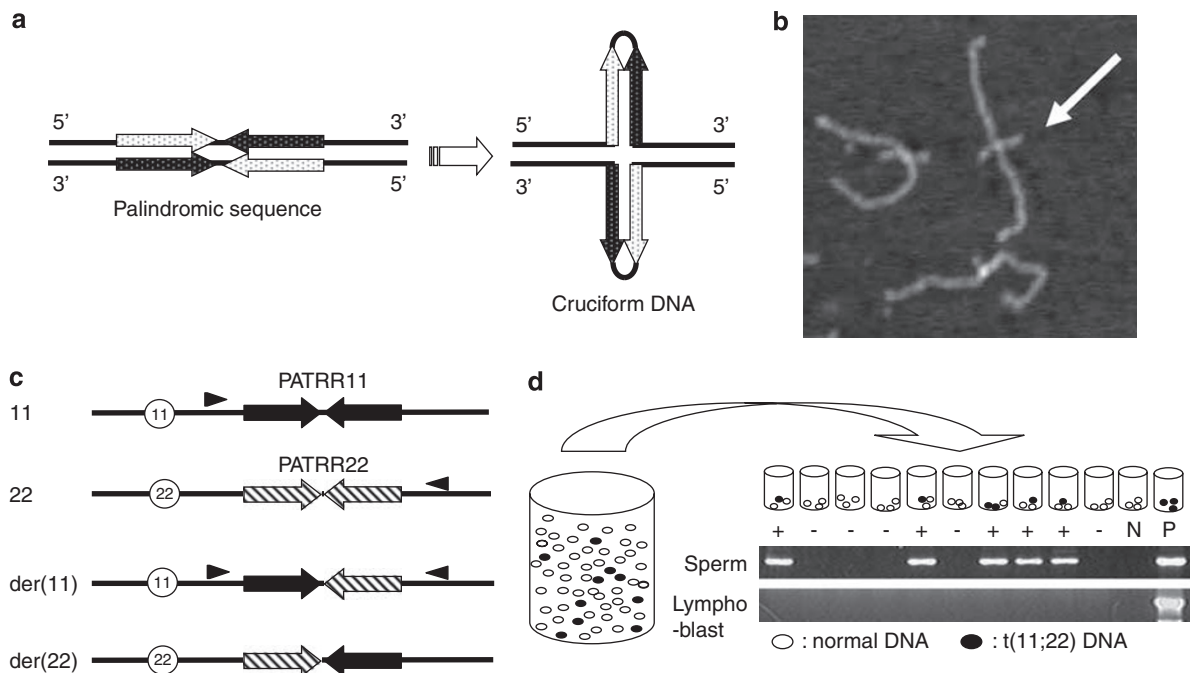 a
5’ 3’
3’ 5’
Palindromic sequence
5’ 3’
3’ 5’
Cruciform DNA
b
c
PATRR11
11 11
PATRR22
22 22
der(11) 11
der(22) 22
d
+ - - - + - + + + - N P
Sperm
Lympho
-blast
: normal DNA : t(11;22) DNA